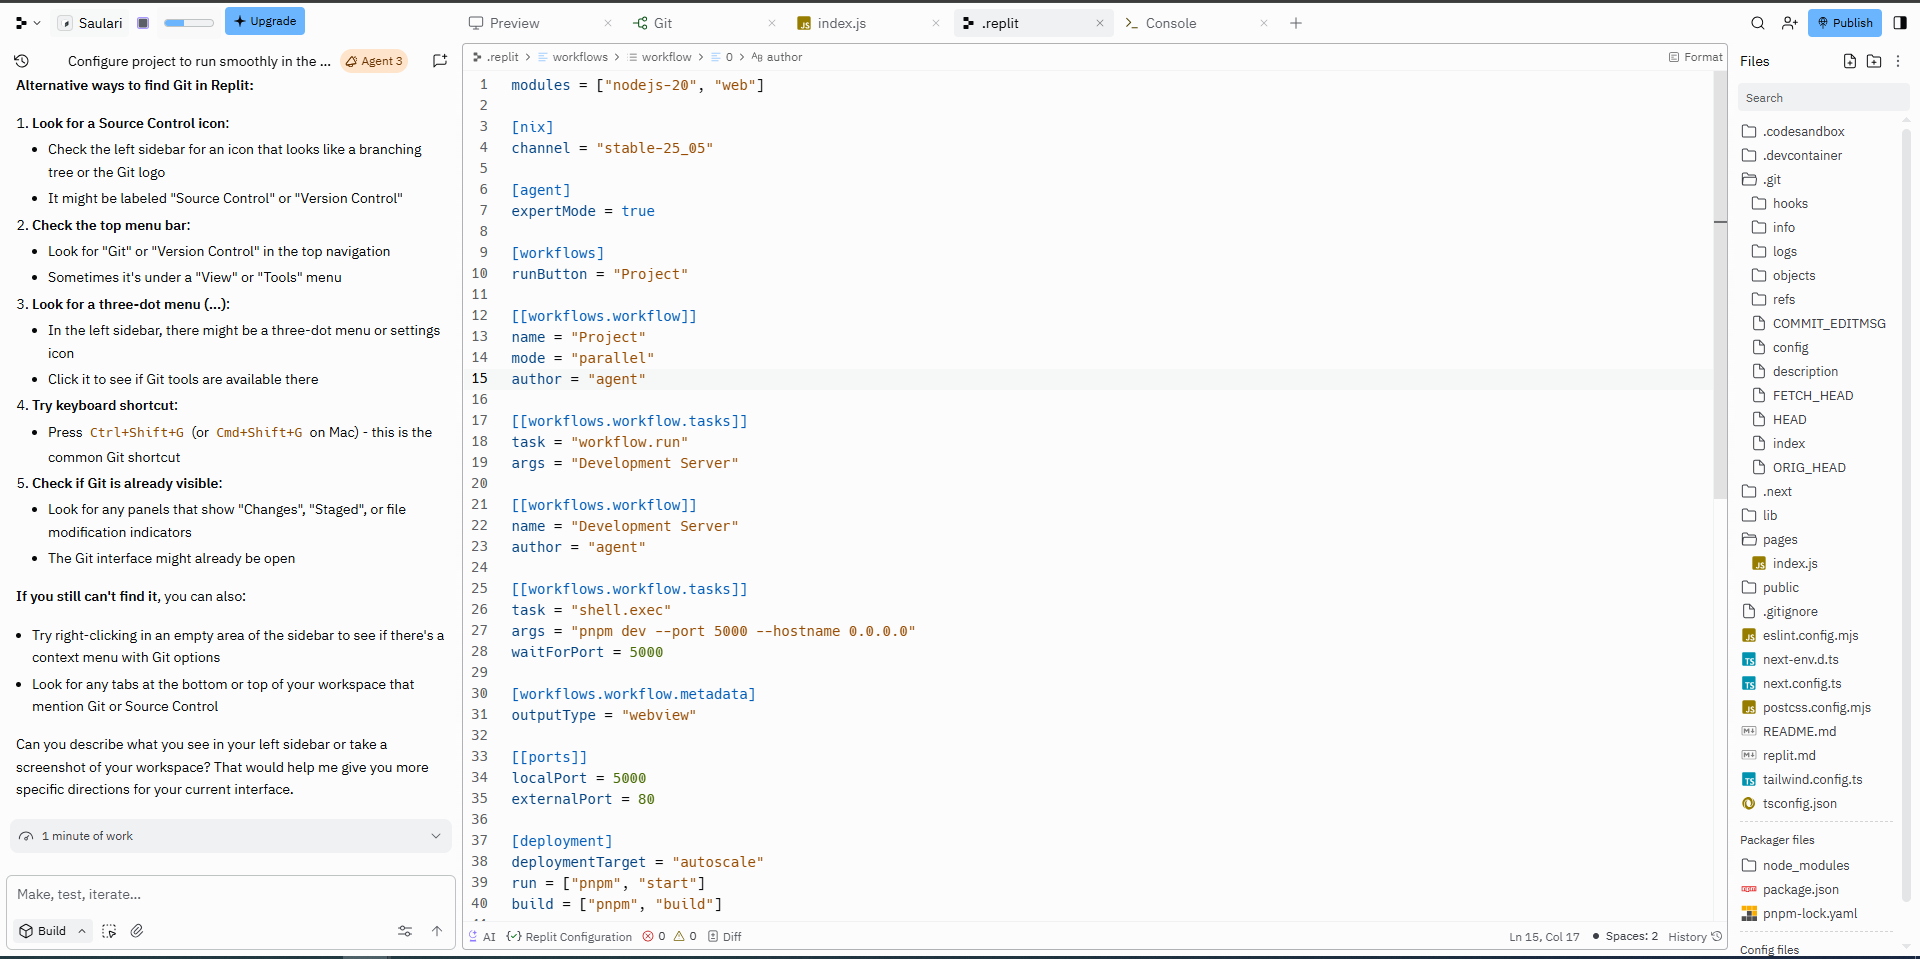 Saulari
Upgrade
Preview
Git
index.js
.replit
Console
Publish
Configure project to run smoothly in the ...
Agent 3
Alternative ways to find Git in Replit:
1. Look for a Source Control icon:
• Check the left sidebar for an icon that looks like a branching
tree or the Git logo
• It might be labeled "Source Control" or "Version Control"
2. Check the top menu bar:
• Look for "Git" or "Version Control" in the top navigation
• Sometimes it's under a "View" or "Tools" menu
3. Look for a three-dot menu (...):
• In the left sidebar, there might be a three-dot menu or settings
icon
• Click it to see if Git tools are available there
4. Try keyboard shortcut:
• Press Ctrl+Shift+G (or Cmd+Shift+G on Mac) - this is the
common Git shortcut
5. Check if Git is already visible:
• Look for any panels that show "Changes", "Staged", or file
modification indicators
• The Git interface might already be open
If you still can't find it, you can also:
• Try right-clicking in an empty area of the sidebar to see if there's a
context menu with Git options
• Look for any tabs at the bottom or top of your workspace that
mention Git or Source Control
Can you describe what you see in your left sidebar or take a
screenshot of your workspace? That would help me give you more
specific directions for your current interface.
1 minute of work
Make, test, iterate...
Build
.replit > workflows > workflow > 0 > author
Format
1 modules = ["nodejs-20", "web"]
2
3 [nix]
4 channel = "stable-25_05"
5
6 [agent]
7 expertMode = true
8
9 [workflows]
10 runButton = "Project"
11
12 [[workflows.workflow]]
13 name = "Project"
14 mode = "parallel"
15 author = "agent"
16
17 [[workflows.workflow.tasks]]
18 task = "workflow.run"
19 args = "Development Server"
20
21 [[workflows.workflow]]
22 name = "Development Server"
23 author = "agent"
24
25 [[workflows.workflow.tasks]]
26 task = "shell.exec"
27 args = "pnpm dev --port 5000 --hostname 0.0.0.0"
28 waitForPort = 5000
29
30 [workflows.workflow.metadata]
31 outputType = "webview"
32
33 [[ports]]
34 localPort = 5000
35 externalPort = 80
36
37 [deployment]
38 deploymentTarget = "autoscale"
39 run = ["pnpm", "start"]
40 build = ["pnpm", "build"]
AI
Replit Configuration
0
0
Diff
Ln 15, Col 17
Spaces: 2
History
Files
Search
.codesandbox
.devcontainer
.git
hooks
info
logs
objects
refs
COMMIT_EDITMSG
config
description
FETCH_HEAD
HEAD
index
ORIG_HEAD
.next
lib
pages
JS index.js
public
.gitignore
JS eslint.config.mjs
TS next-env.d.ts
TS next.config.ts
JS postcss.config.mjs
README.md
replit.md
TS tailwind.config.ts
tsconfig.json
Packager files
node_modules
package.json
pnpm-lock.yaml
Config files